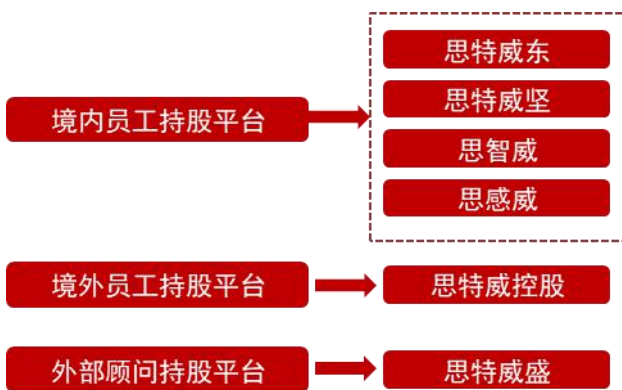 境内员工持股平台
思特威东
思特威坚
思智威
思感威
境外员工持股平台
思特威控股
外部顾问持股平台
思特威盛